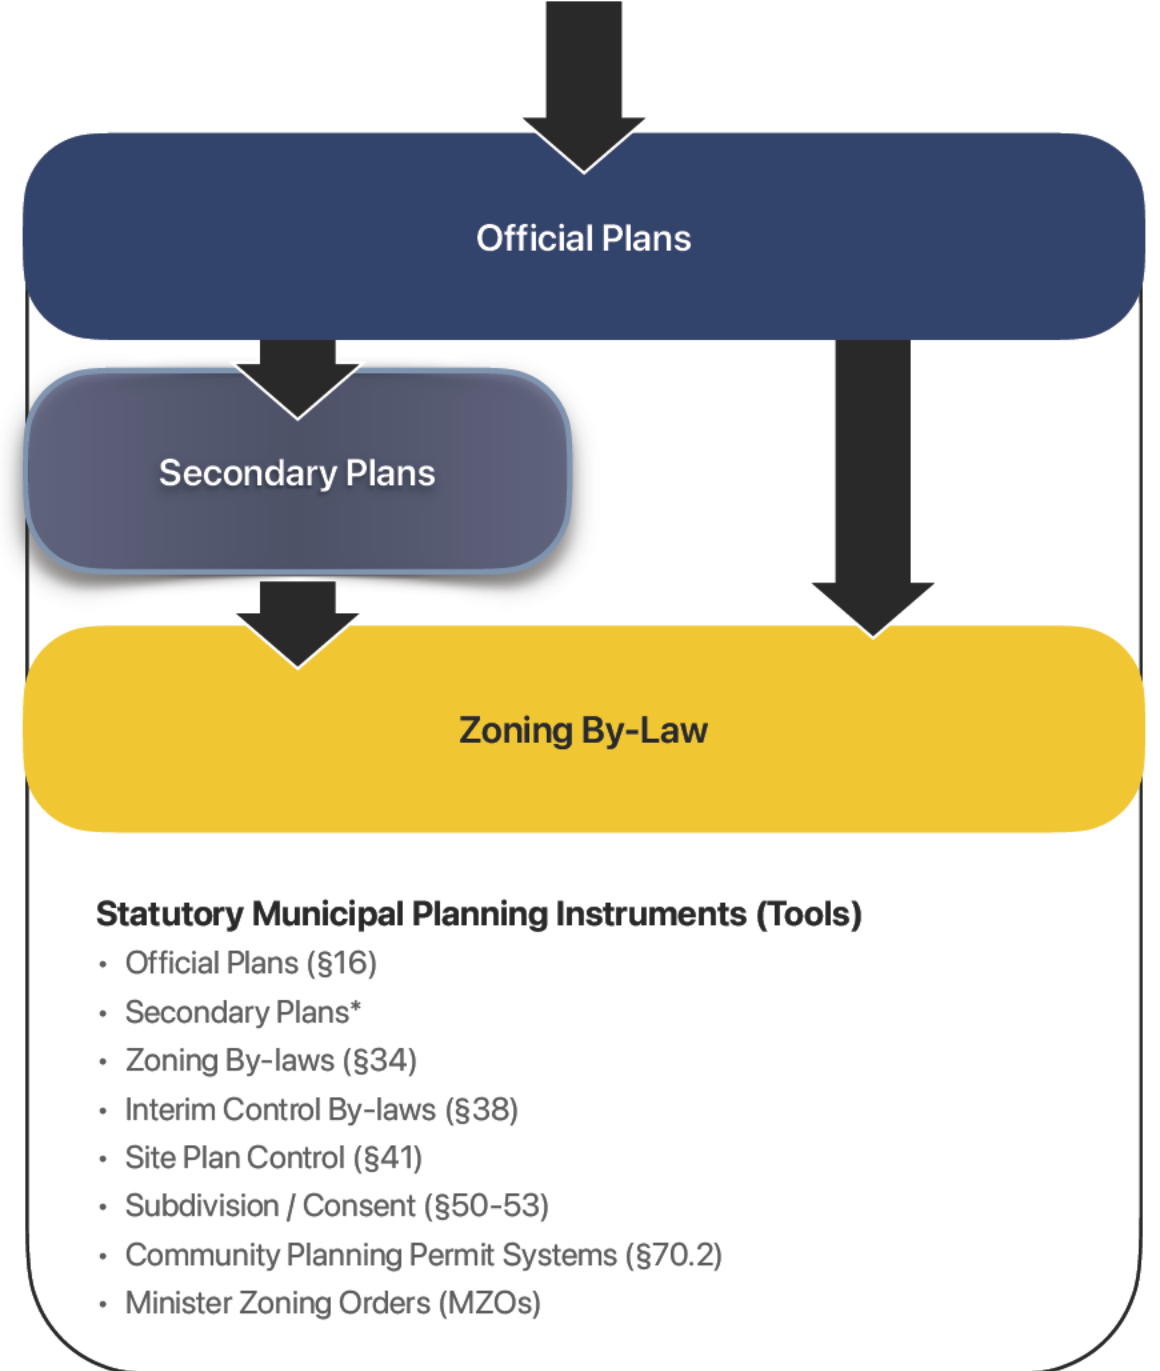 Official Plans
Secondary Plans
Zoning By-Law
Statutory Municipal Planning Instruments (Tools)
• Official Plans (§16)
• Secondary Plans*
• Zoning By-laws (§34)
• Interim Control By-laws (§38)
• Site Plan Control (§41)
• Subdivision / Consent (§50-53)
• Community Planning Permit Systems (§70.2)
• Minister Zoning Orders (MZOs)